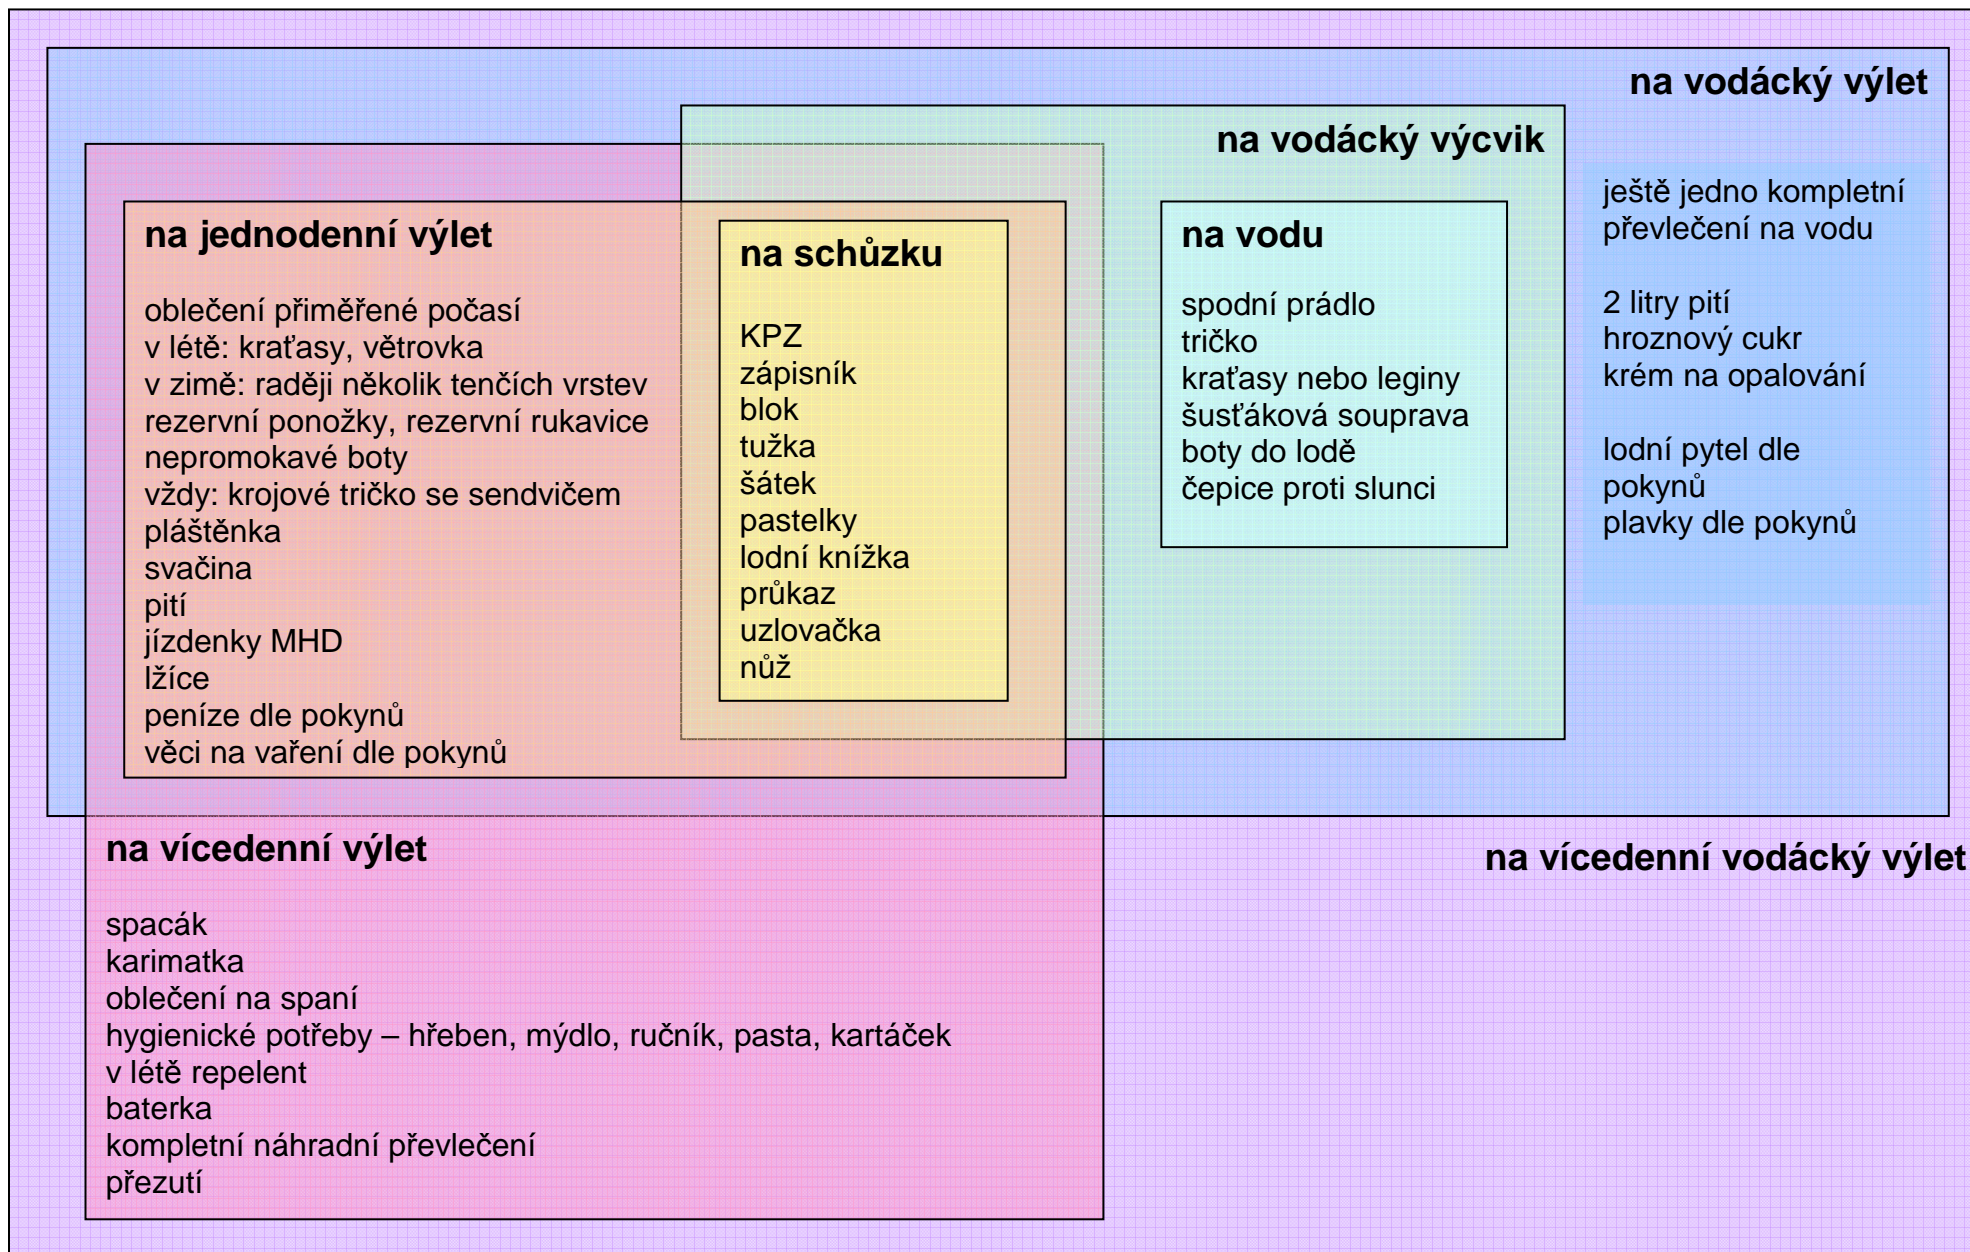 na vodácký výlet
ještě jedno kompletní
převlečení na vodu
2 litry pití
hroznový cukr
krém na opalování
lodní pytel dle
pokynů
plavky dle pokynů
na vodácký výcvik
na jednodenní výlet
oblečení přiměřené počasí
v létě: kraťasy, větrovka
v zimě: raději několik tenčích vrstev
rezervní ponožky, rezervní rukavice
nepromokavé boty
vždy: krojové tričko se sendvičem
pláštěnka
svačina
pití
jízdenky MHD
lžíce
peníze dle pokynů
věci na vaření dle pokynů
na schůzku
KPZ
zápisník
blok
tužka
šátek
pastelky
lodní knížka
průkaz
uzlovačka
nůž
na vodu
spodní prádlo
tričko
kraťasy nebo leginy
šusťáková souprava
boty do lodě
čepice proti slunci
na vícedenní výlet
spacák
karimatka
oblečení na spaní
hygienické potřeby – hřeben, mýdlo, ručník, pasta, kartáček
v létě repelent
baterka
kompletní náhradní převlečení
přezutí
na vícedenní vodácký výlet